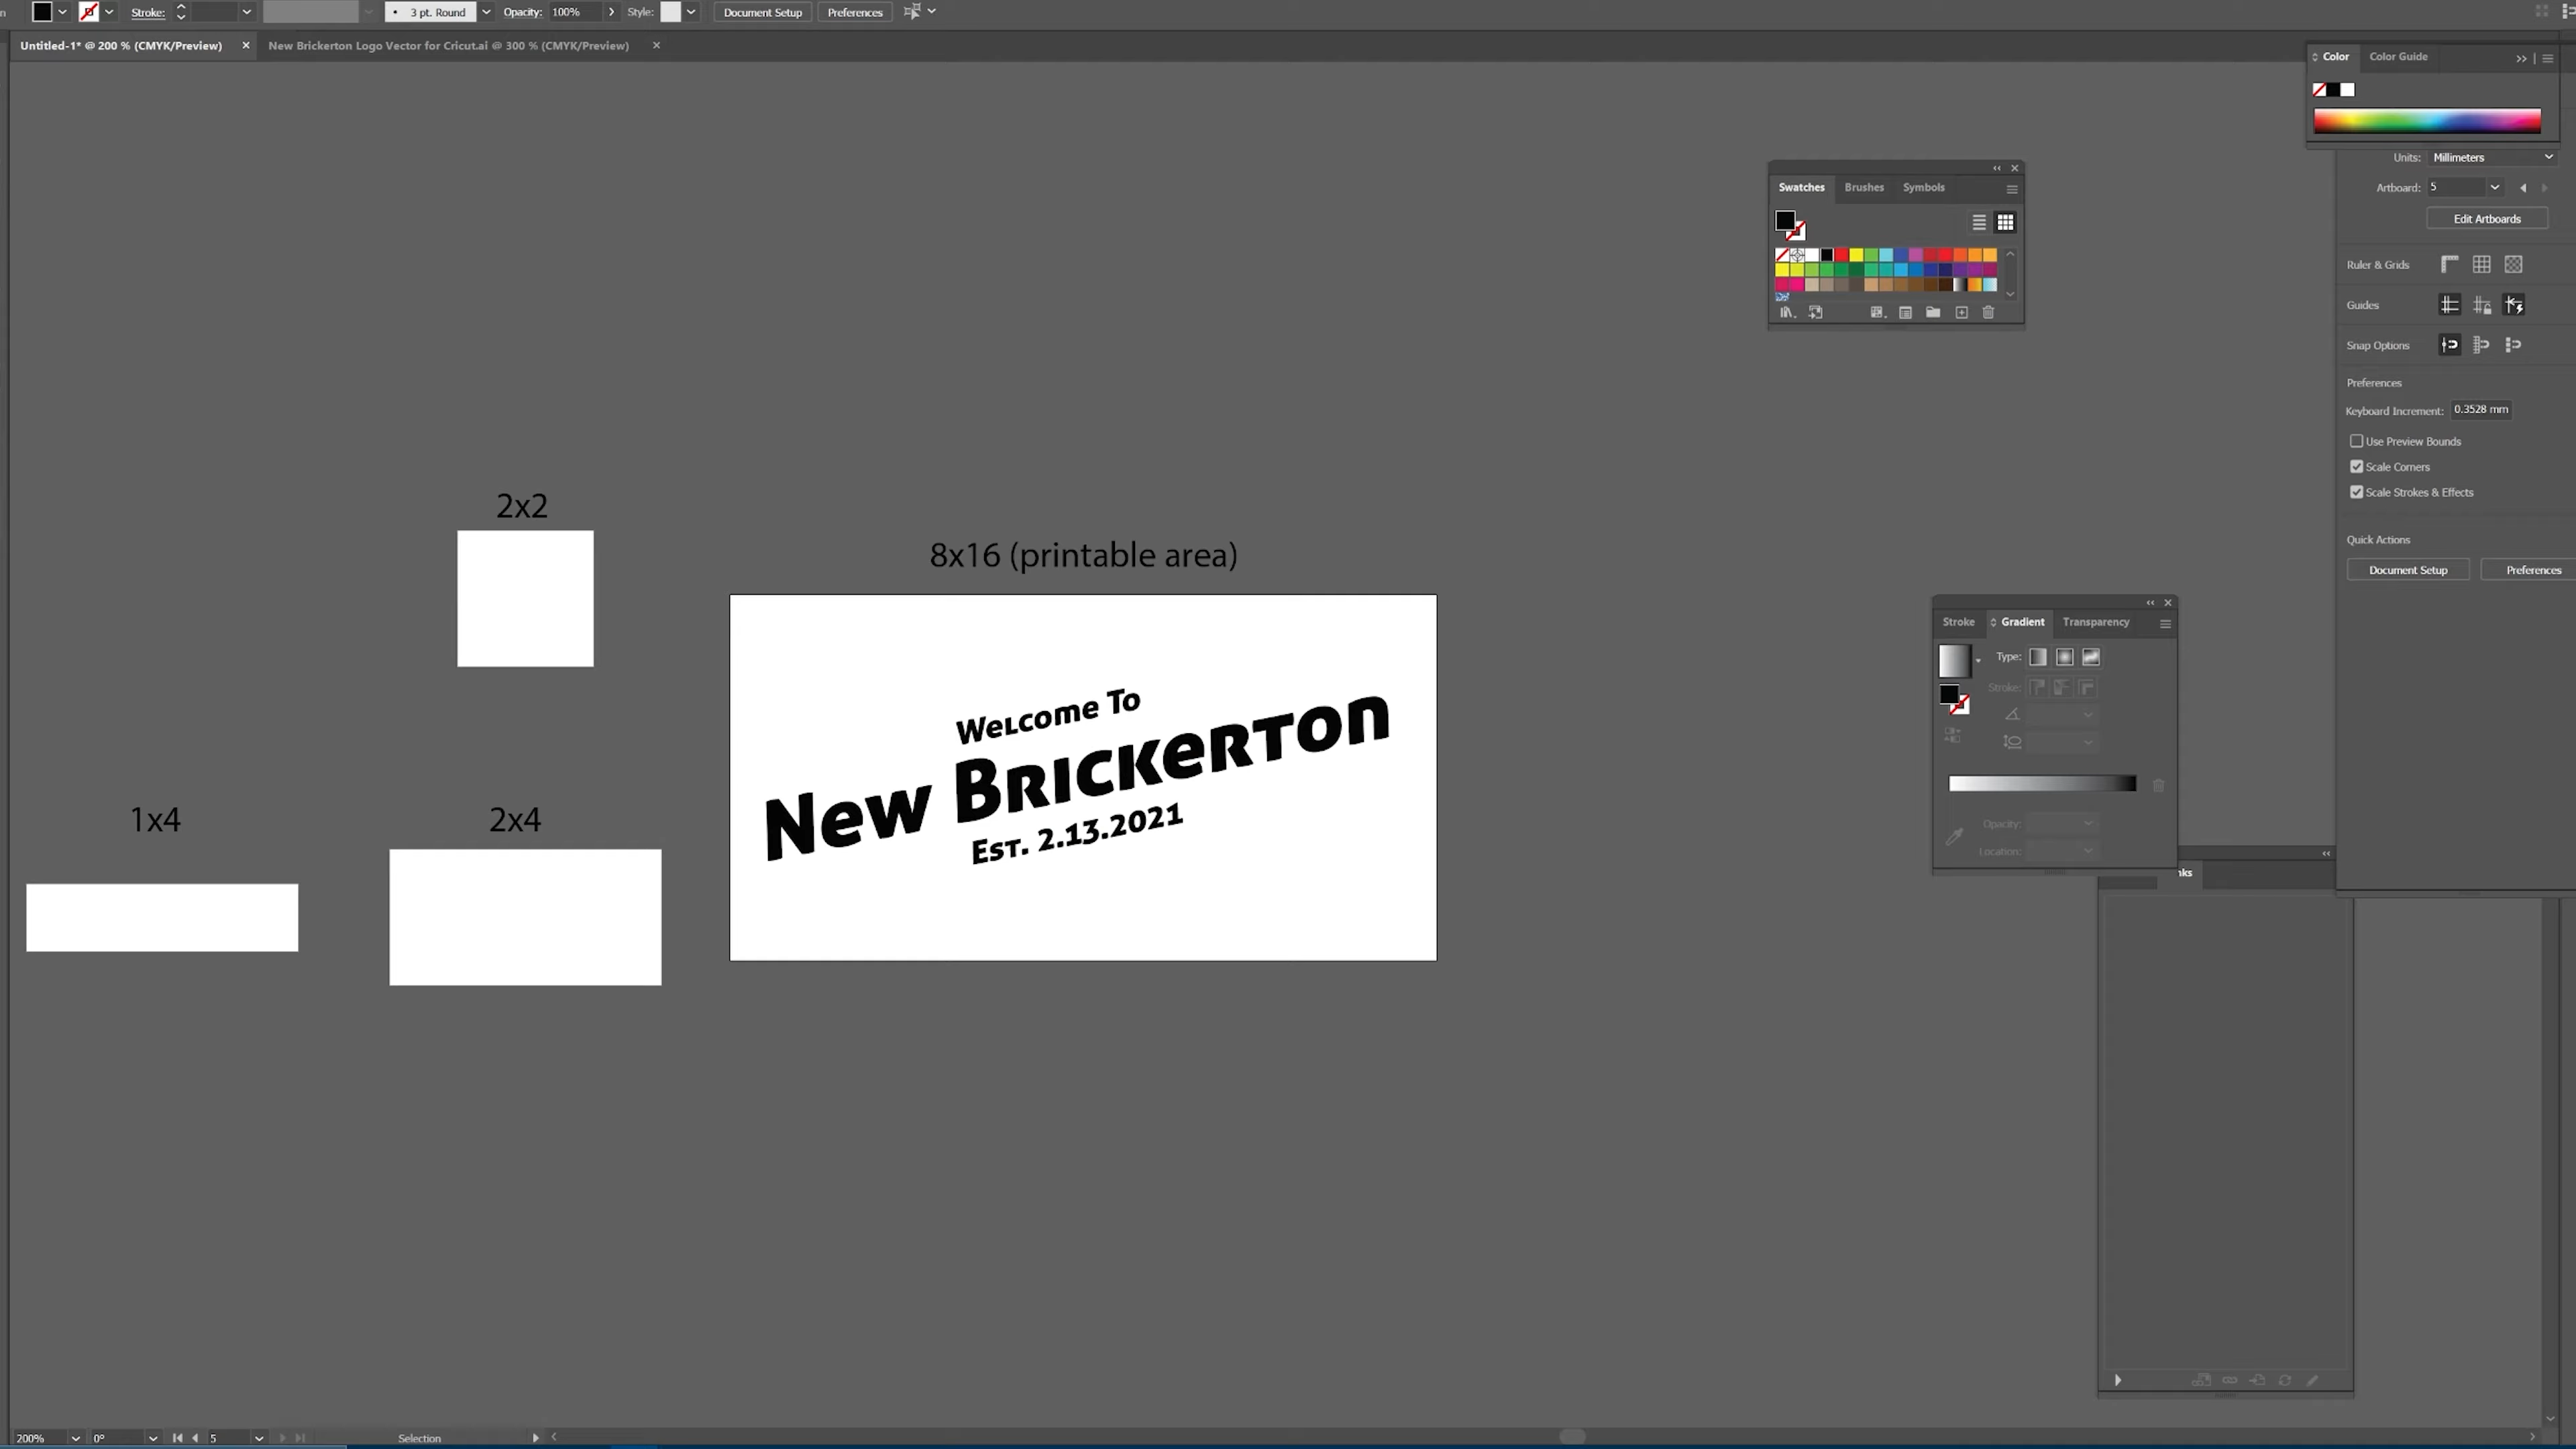 Stroke:
3 pt. Round
Opacity: 100%
Style:
Document Setup
Preferences
Untitled-1* @ 200 % (CMYK/Preview)
New Brickerton Logo Vector for Cricut.ai @ 300 % (CMYK/Preview)
Color
Color Guide
Units: Millimeters
Artboard: 5
Edit Artboards
Swatches
Brushes
Symbols
Ruler & Grids
Guides
Snap Options
Preferences
Keyboard Increment: 0.3528 mm
Use Preview Bounds
Scale Corners
Scale Strokes & Effects
Quick Actions
Document Setup
Preferences
2x2
8x16 (printable area)
Welcome To
New Brickerton
Est. 2.13.2021
1x4
2x4
Stroke
Gradient
Transparency
Type:
Stroke:
Opacity:
Location:
nks
200%
0°
5
Selection